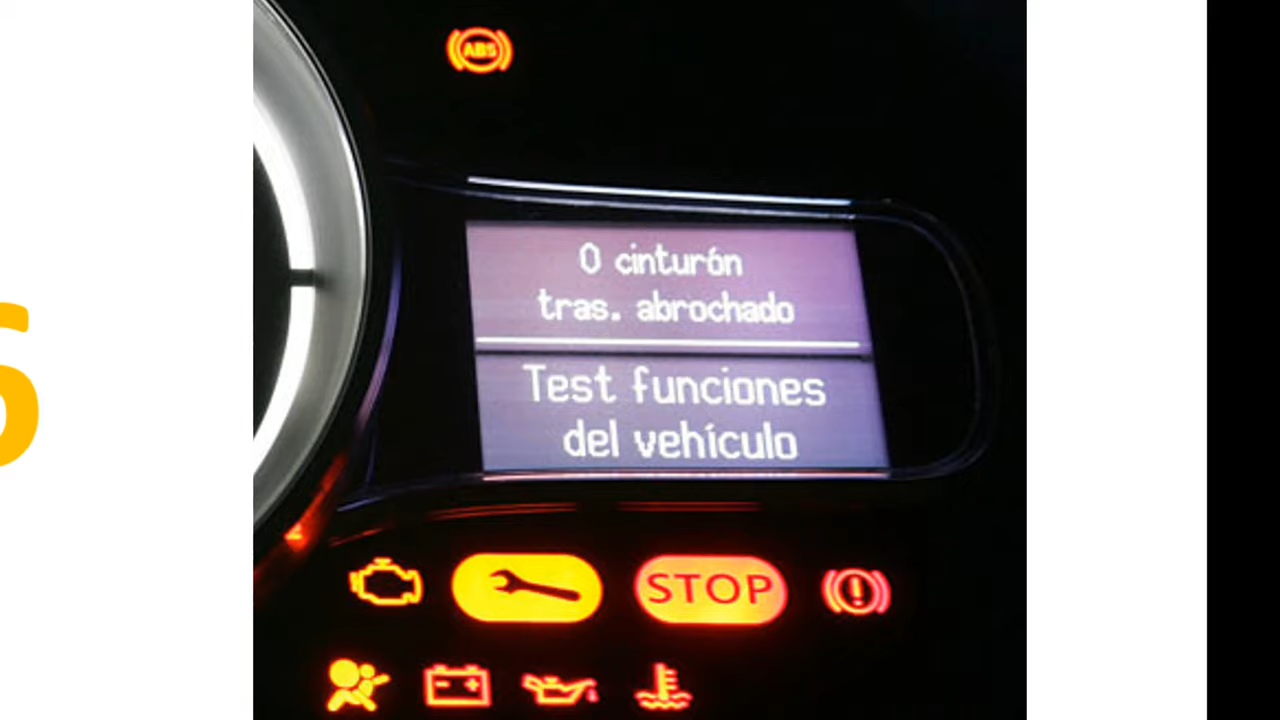 ABS
0 cinturón
tras. abrochado
Test funciones
del vehículo
STOP